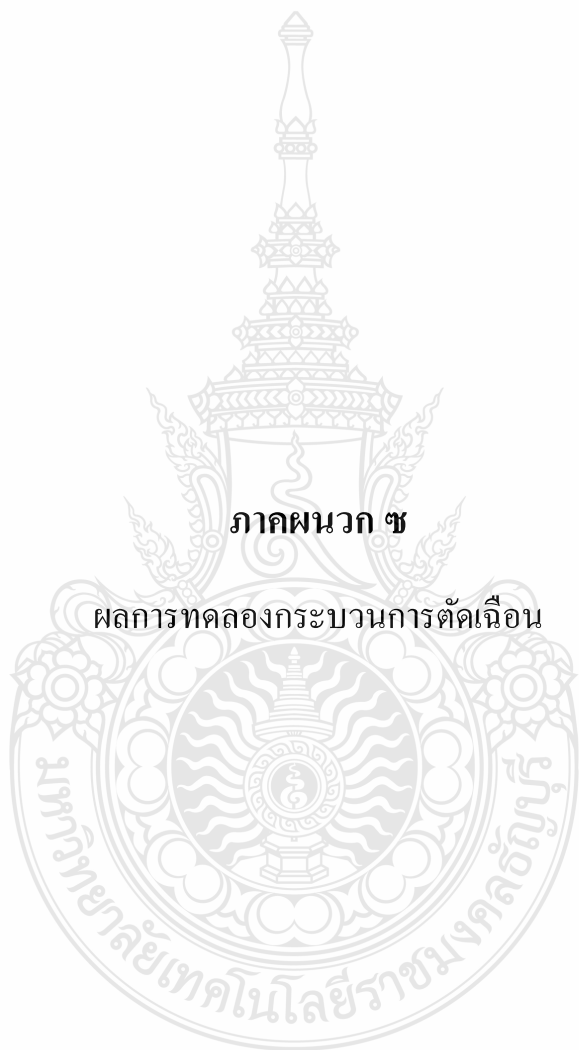 ภาคผนวก ซ
ผลการทดลองกระบวนการตัดเฉือน
มหาวิทยาลัยเทคโนโลยีราชมงคลธัญบุรี